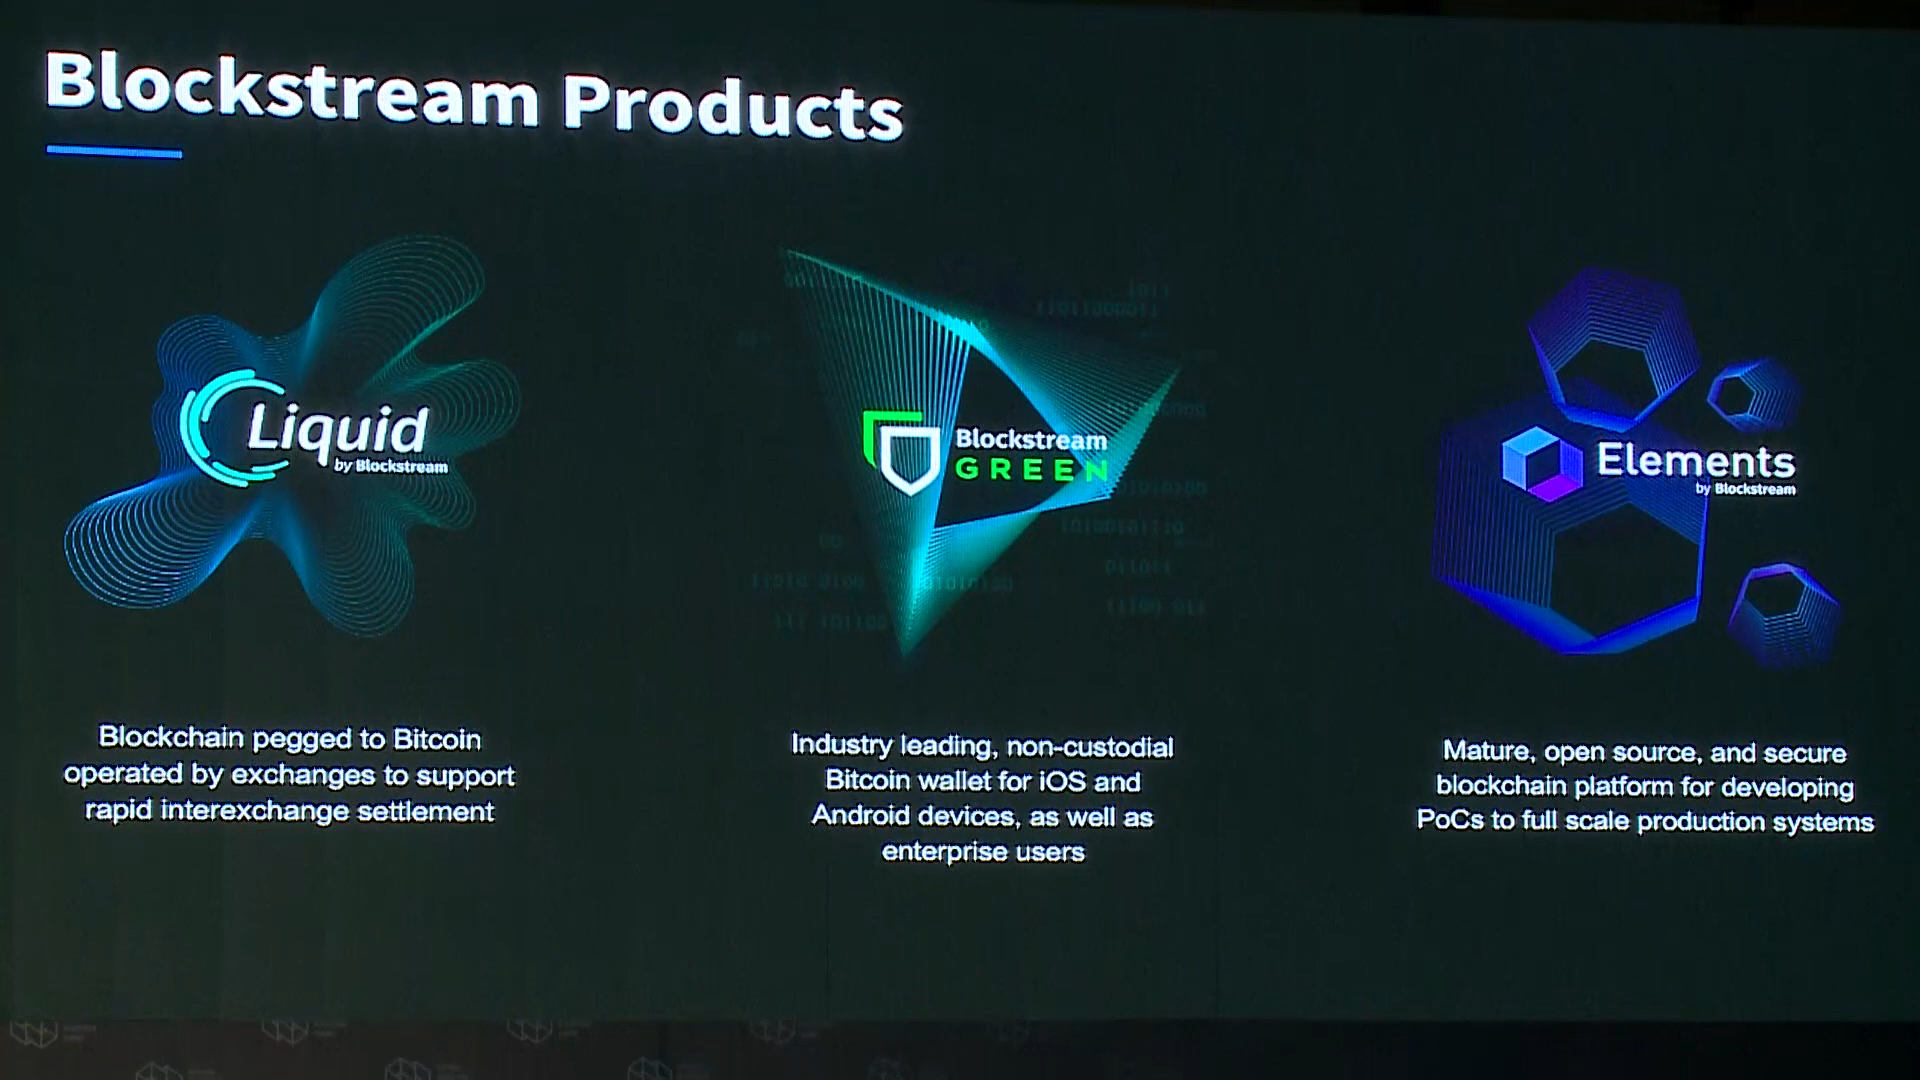 Blockstream Products
Liquid
by Blockstream
Blockstream
GREEN
Elements
by Blockstream
Blockchain pegged to Bitcoin
operated by exchanges to support
rapid interexchange settlement
Industry leading, non-custodial
Bitcoin wallet for iOS and
Android devices, as well as
enterprise users
Mature, open source, and secure
blockchain platform for developing
PoCs to full scale production systems